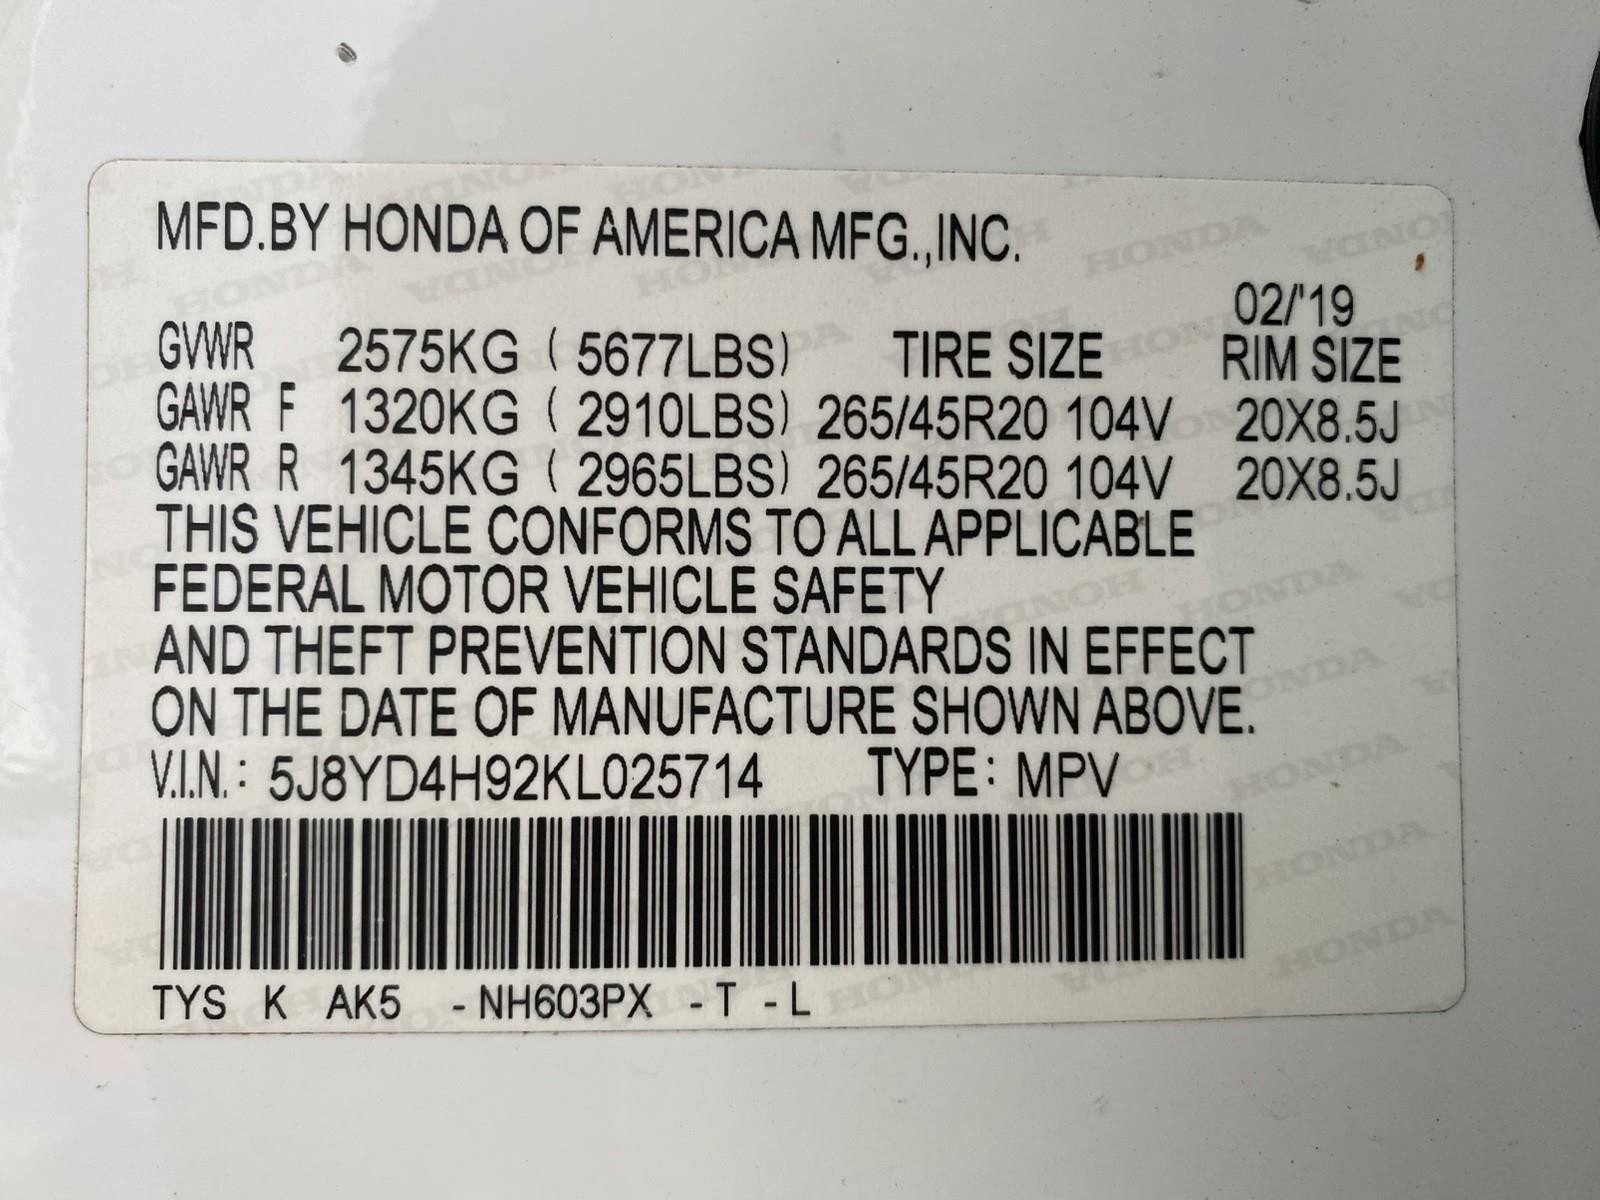 MFD.BY HONDA OF AMERICA MFG.,INC.
02/'19
GVWR 2575KG ( 5677LBS) TIRE SIZE RIM SIZE
GAWR F 1320KG ( 2910LBS) 265/45R20 104V 20X8.5J
GAWR R 1345KG ( 2965LBS) 265/45R20 104V 20X8.5J
THIS VEHICLE CONFORMS TO ALL APPLICABLE
FEDERAL MOTOR VEHICLE SAFETY
AND THEFT PREVENTION STANDARDS IN EFFECT
ON THE DATE OF MANUFACTURE SHOWN ABOVE.
V.I.N.: 5J8YD4H92KL025714 TYPE: MPV
TYS K AK5 -NH603PX -T -L